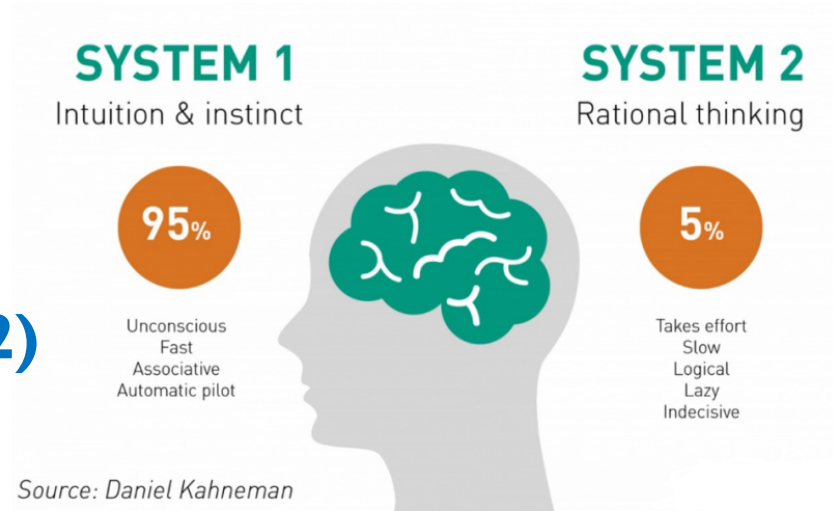 SYSTEM 1
Intuition & instinct
95%
Unconscious
Fast
Associative
Automatic pilot
SYSTEM 2
Rational thinking
5%
Takes effort
Slow
Logical
Lazy
Indecisive
2)
Source: Daniel Kahneman